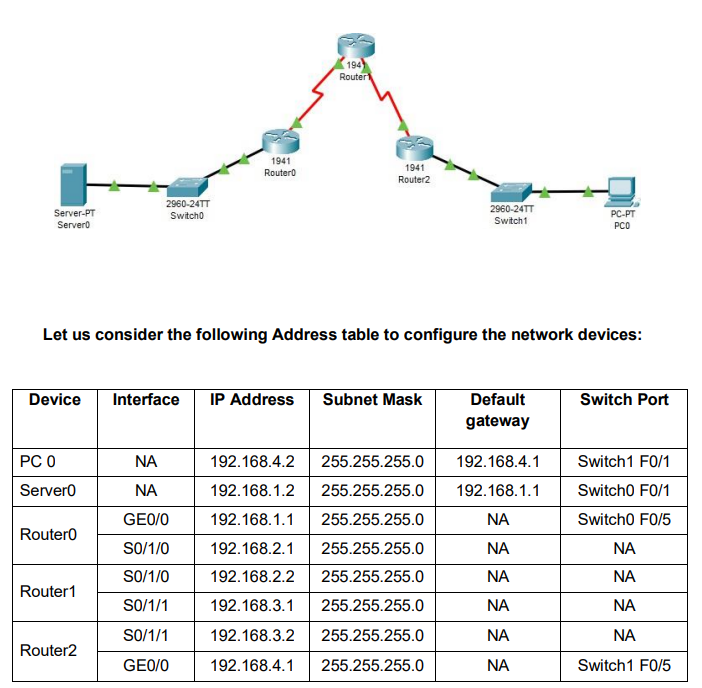 1941
Router1
1941
Router0
1941
Router2
2960-24TT
Switch0
2960-24TT
Switch1
Server-PT
Server0
PC-PT
PC0
Let us consider the following Address table to configure the network devices:
Device Interface IP Address Subnet Mask Default gateway Switch Port
PC 0 NA 192.168.4.2 255.255.255.0 192.168.4.1 Switch1 F0/1
Server0 NA 192.168.1.2 255.255.255.0 192.168.1.1 Switch0 F0/1
Router0 GE0/0 192.168.1.1 255.255.255.0 NA Switch0 F0/5
S0/1/0 192.168.2.1 255.255.255.0 NA NA
Router1 S0/1/0 192.168.2.2 255.255.255.0 NA NA
S0/1/1 192.168.3.1 255.255.255.0 NA NA
Router2 S0/1/1 192.168.3.2 255.255.255.0 NA NA
GE0/0 192.168.4.1 255.255.255.0 NA Switch1 F0/5